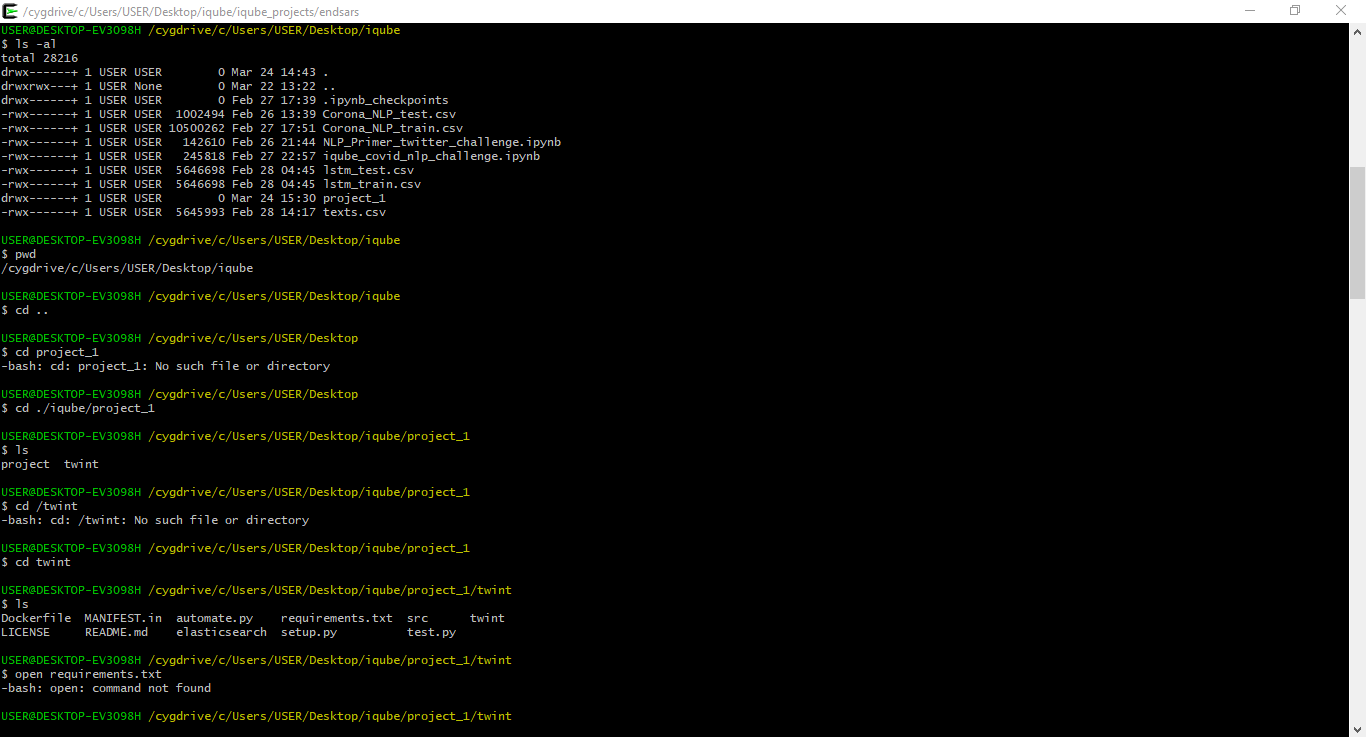 /cygdrive/c/Users/USER/Desktop/iqube/iqube_projects/endsars
USER@DESKTOP-EV3O98H /cygdrive/c/Users/USER/Desktop/iqube
$ ls -al
total 28216
drwx------+ 1 USER USER        0 Mar 24 14:43 .
drwxrwx---+ 1 USER None        0 Mar 22 13:22 ..
drwx------+ 1 USER USER        0 Feb 27 17:39 .ipynb_checkpoints
-rwx------+ 1 USER USER  1002494 Feb 26 13:39 Corona_NLP_test.csv
-rwx------+ 1 USER USER 10500262 Feb 27 17:51 Corona_NLP_train.csv
-rwx------+ 1 USER USER   142610 Feb 26 21:44 NLP_Primer_twitter_challenge.ipynb
-rwx------+ 1 USER USER   245818 Feb 27 22:57 iqube_covid_nlp_challenge.ipynb
-rwx------+ 1 USER USER  5646698 Feb 28 04:45 lstm_test.csv
-rwx------+ 1 USER USER  5646698 Feb 28 04:45 lstm_train.csv
drwx------+ 1 USER USER        0 Mar 24 15:30 project_1
-rwx------+ 1 USER USER  5645993 Feb 28 14:17 texts.csv
USER@DESKTOP-EV3O98H /cygdrive/c/Users/USER/Desktop/iqube
$ pwd
/cygdrive/c/Users/USER/Desktop/iqube
USER@DESKTOP-EV3O98H /cygdrive/c/Users/USER/Desktop/iqube
$ cd ..
USER@DESKTOP-EV3O98H /cygdrive/c/Users/USER/Desktop
$ cd project_1
-bash: cd: project_1: No such file or directory
USER@DESKTOP-EV3O98H /cygdrive/c/Users/USER/Desktop
$ cd ./iqube/project_1
USER@DESKTOP-EV3O98H /cygdrive/c/Users/USER/Desktop/iqube/project_1
$ ls
project  twint
USER@DESKTOP-EV3O98H /cygdrive/c/Users/USER/Desktop/iqube/project_1
$ cd /twint
-bash: cd: /twint: No such file or directory
USER@DESKTOP-EV3O98H /cygdrive/c/Users/USER/Desktop/iqube/project_1
$ cd twint
USER@DESKTOP-EV3O98H /cygdrive/c/Users/USER/Desktop/iqube/project_1/twint
$ ls
Dockerfile  MANIFEST.in  automate.py    requirements.txt  src      twint
LICENSE     README.md    elasticsearch  setup.py          test.py
USER@DESKTOP-EV3O98H /cygdrive/c/Users/USER/Desktop/iqube/project_1/twint
$ open requirements.txt
-bash: open: command not found
USER@DESKTOP-EV3O98H /cygdrive/c/Users/USER/Desktop/iqube/project_1/twint